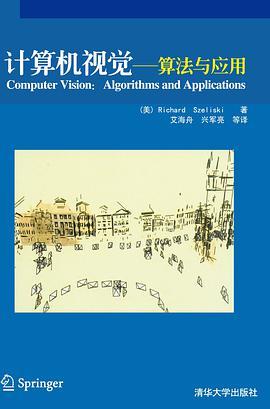 计算机视觉——算法与应用
Computer Vision: Algorithms and Applications
(美) Richard Szeliski 著
艾海舟 兴军亮 等译
Springer
清华大学出版社